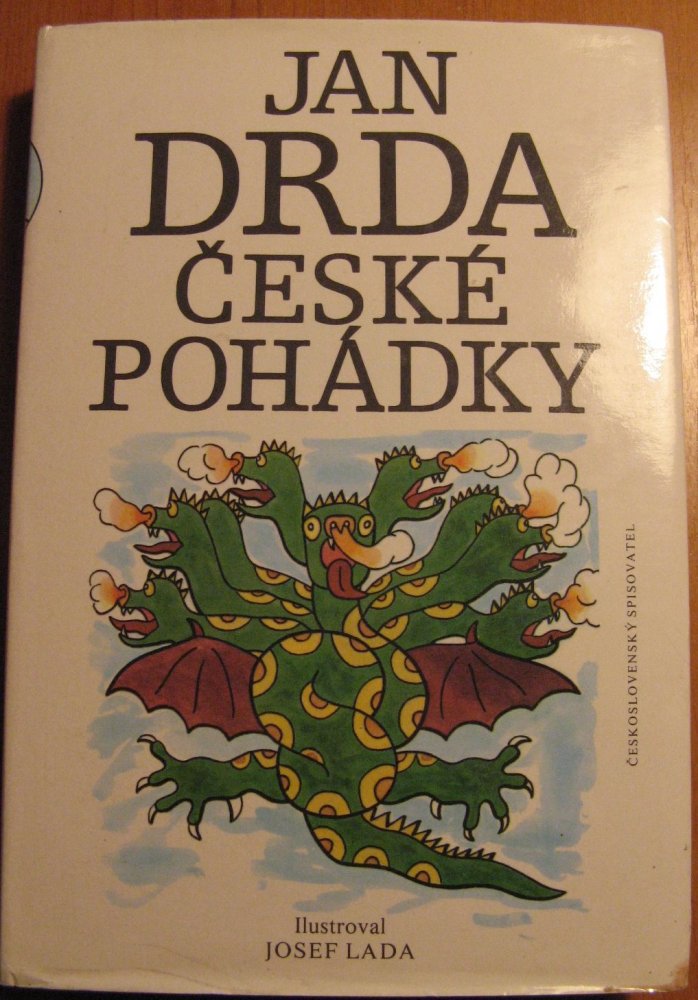 JAN
DRDA
ČESKÉ
POHÁDKY
ČESKOSLOVENSKÝ SPISOVATEL
Ilustroval
JOSEF LADA